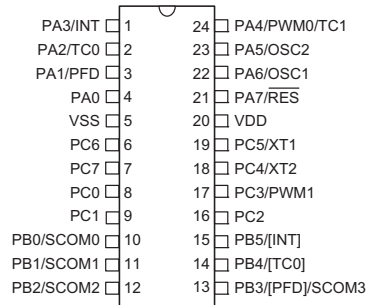 PA3/INT 1 24 PA4/PWM0/TC1
PA2/TC0 2 23 PA5/OSC2
PA1/PFD 3 22 PA6/OSC1
PA0 4 21 PA7/RES
VSS 5 20 VDD
PC6 6 19 PC5/XT1
PC7 7 18 PC4/XT2
PC0 8 17 PC3/PWM1
PC1 9 16 PC2
PB0/SCOM0 10 15 PB5/[INT]
PB1/SCOM1 11 14 PB4/[TC0]
PB2/SCOM2 12 13 PB3/[PFD]/SCOM3